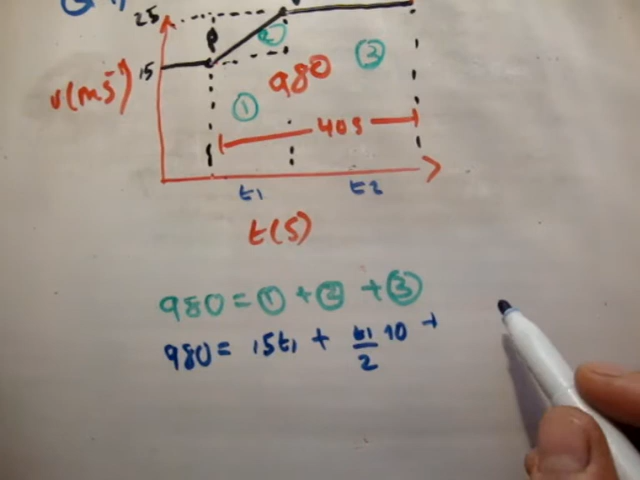 25
②
15
③
980
v(ms⁻)
①
40s
t₁ t₂
t(s)
980 = ① + ② + ③
980 = 15t₁ + t₁/2 10 +